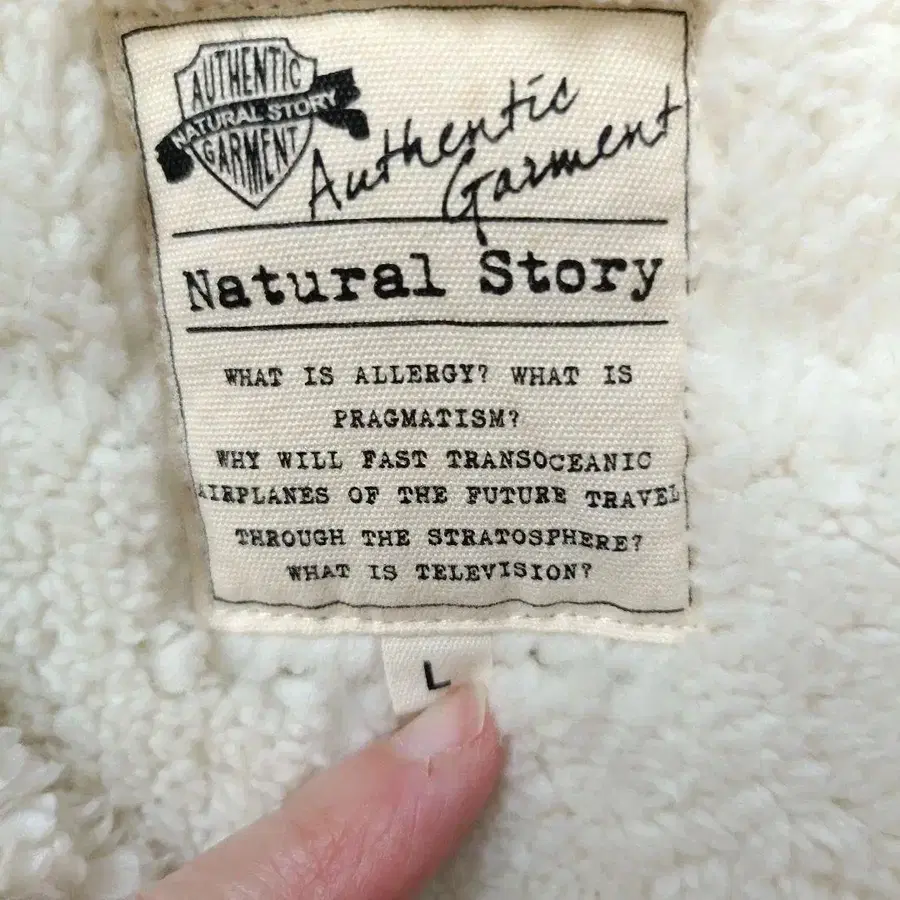 AUTHENTIC
NATURAL STORY
GARMENT
Authentic
Garment
Natural Story
WHAT IS ALLERGY? WHAT IS
PRAGMATISM?
WHY WILL FAST TRANSOCEANIC
AIRPLANES OF THE FUTURE TRAVEL
THROUGH THE STRATOSPHERE?
WHAT IS TELEVISION?
L